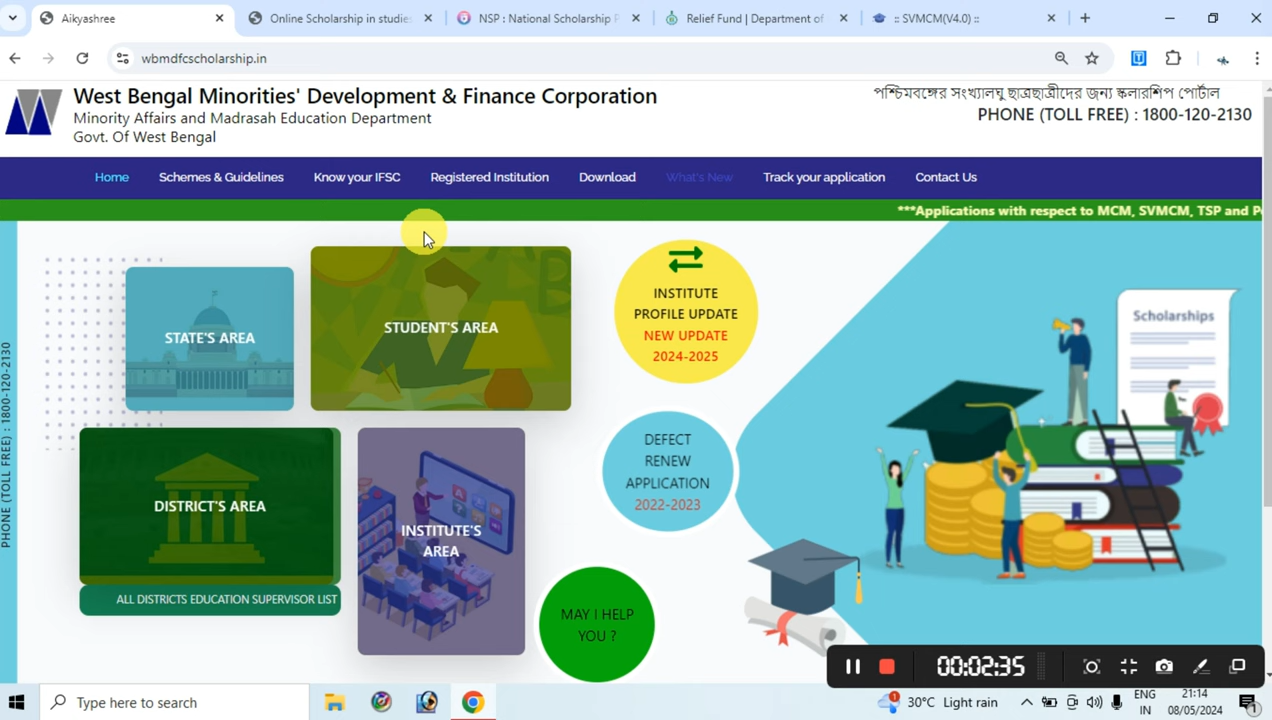 Aikyashree
Online Scholarship in studies
NSP : National Scholarship P
Relief Fund | Department of
:: SVMCM(V4.0) ::
wbmdfcscholarship.in
West Bengal Minorities' Development & Finance Corporation
Minority Affairs and Madrasah Education Department
Govt. Of West Bengal
পশ্চিমবঙ্গের সংখ্যালঘু ছাত্রছাত্রীদের জন্য স্কলারশিপ পোর্টাল
PHONE (TOLL FREE) : 1800-120-2130
Home Schemes & Guidelines Know your IFSC Registered Institution Download What's New Track your application Contact Us
***Applications with respect to MCM, SVMCM, TSP and P
PHONE (TOLL FREE) : 1800-120-2130
STATE'S AREA
STUDENT'S AREA
DISTRICT'S AREA
ALL DISTRICTS EDUCATION SUPERVISOR LIST
INSTITUTE'S
AREA
INSTITUTE
PROFILE UPDATE
NEW UPDATE
2024-2025
DEFECT
RENEW
APPLICATION
2022-2023
MAY I HELP
YOU ?
Scholarships
00:02:35
Type here to search
30°C Light rain
ENG
IN
21:14
08/05/2024